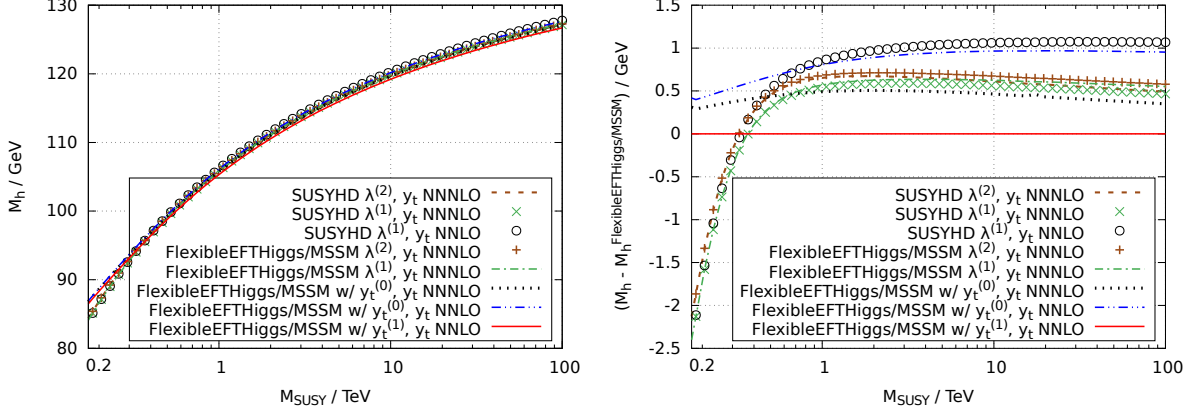 130
120
110
100
90
80
0.2 1 10 100
M_h / GeV
M_SUSY / TeV
SUSYHD λ^(2), y_t NNNLO
SUSYHD λ^(1), y_t NNNLO
SUSYHD λ^(1), y_t NNLO
FlexibleEFTHiggs/MSSM λ^(2), y_t NNNLO
FlexibleEFTHiggs/MSSM λ^(1), y_t NNNLO
FlexibleEFTHiggs/MSSM w/ y_t^(0), y_t NNNLO
FlexibleEFTHiggs/MSSM w/ y_t^(0), y_t NNLO
FlexibleEFTHiggs/MSSM w/ y_t^(1), y_t NNLO
1.5
1
0.5
0
-0.5
-1
-1.5
-2
-2.5
0.2 1 10 100
(M_h - M_h^FlexibleEFTHiggs/MSSM) / GeV
M_SUSY / TeV
SUSYHD λ^(2), y_t NNNLO
SUSYHD λ^(1), y_t NNNLO
SUSYHD λ^(1), y_t NNLO
FlexibleEFTHiggs/MSSM λ^(2), y_t NNNLO
FlexibleEFTHiggs/MSSM λ^(1), y_t NNNLO
FlexibleEFTHiggs/MSSM w/ y_t^(0), y_t NNNLO
FlexibleEFTHiggs/MSSM w/ y_t^(0), y_t NNLO
FlexibleEFTHiggs/MSSM w/ y_t^(1), y_t NNLO